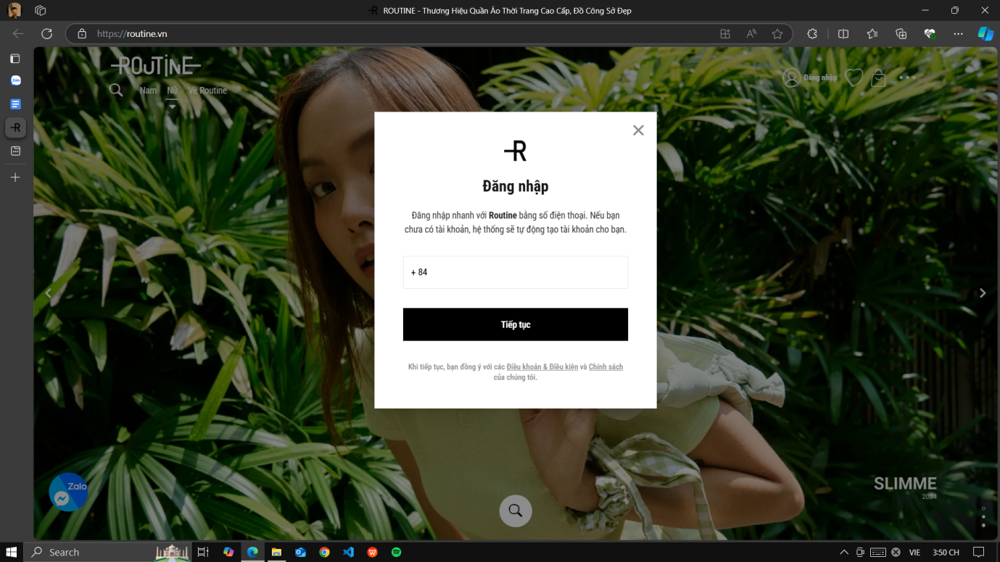 ROUTINE - Thương Hiệu Quần Áo Thời Trang Cao Cấp, Đồ Công Sở Đẹp
https://routine.vn
ROUTINE
Đăng nhập
Nam Nữ Về Routine
R
Đăng nhập
Đăng nhập nhanh với Routine bằng số điện thoại. Nếu bạn
chưa có tài khoản, hệ thống sẽ tự động tạo tài khoản cho bạn.
+ 84
Tiếp tục
Khi tiếp tục, bạn đồng ý với các Điều khoản & Điều kiện và Chính sách
của chúng tôi.
Zalo
SLIMME
2024
Search
VIE
3:50 CH